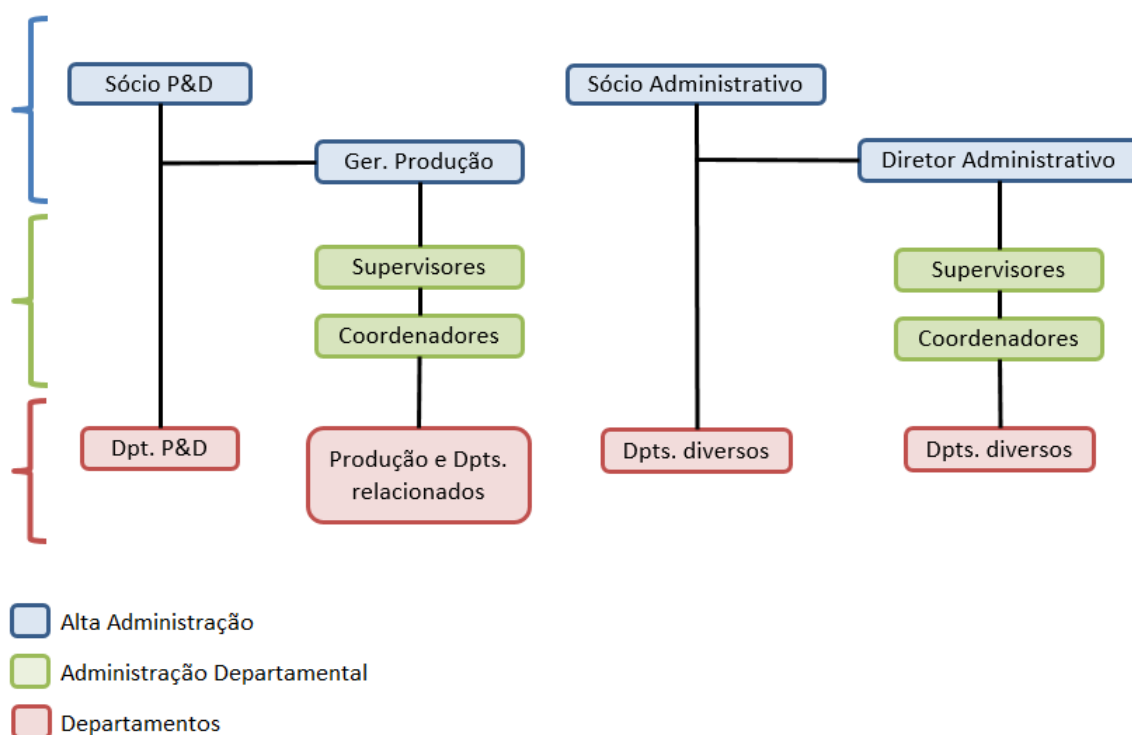 Sócio P&D
Sócio Administrativo
Ger. Produção
Diretor Administrativo
Supervisores
Supervisores
Coordenadores
Coordenadores
Dpt. P&D
Produção e Dpts.
relacionados
Dpts. diversos
Dpts. diversos
Alta Administração
Administração Departamental
Departamentos